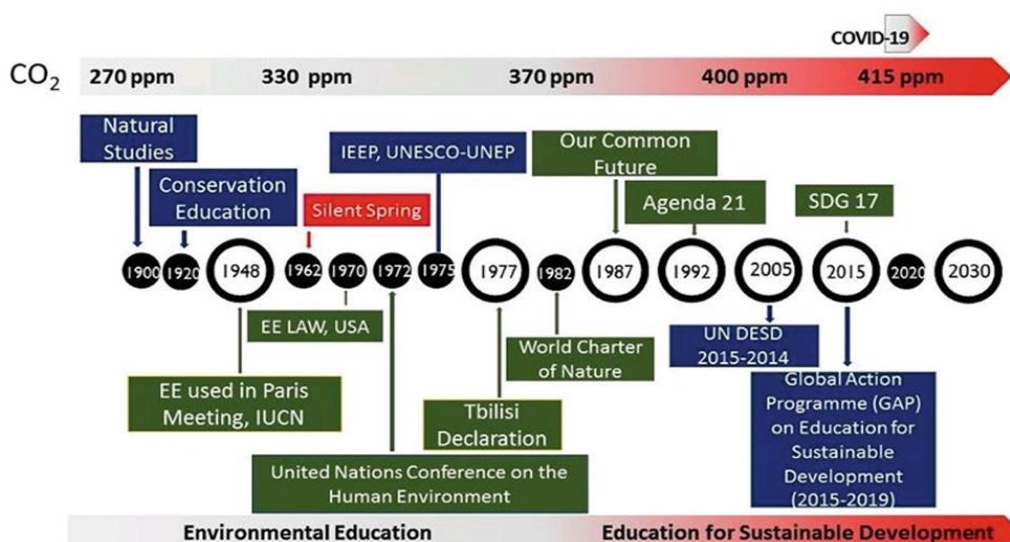 COVID-19
CO2 270 ppm 330 ppm 370 ppm 400 ppm 415 ppm
Natural
Studies
Conservation
Education
Silent Spring
IEEP, UNESCO-UNEP
Our Common
Future
Agenda 21
SDG 17
1900 1920 1948 1962 1970 1972 1975 1977 1982 1987 1992 2005 2015 2020 2030
EE LAW, USA
EE used in Paris
Meeting, IUCN
United Nations Conference on the
Human Environment
Tbilisi
Declaration
World Charter
of Nature
UN DESD
2015-2014
Global Action
Programme (GAP)
on Education for
Sustainable
Development
(2015-2019)
Environmental Education Education for Sustainable Development